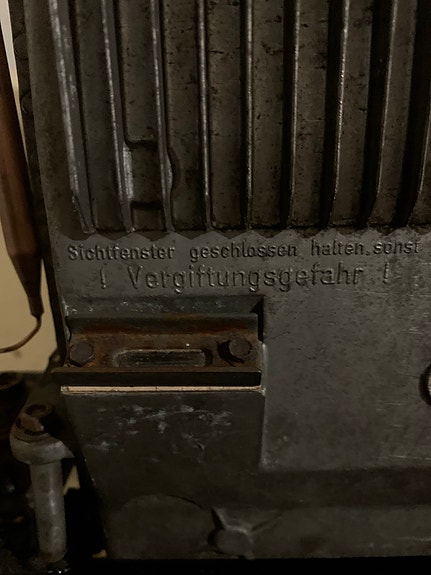 Sichtfenster geschlossen halten, sonst
! Vergiftungsgefahr !